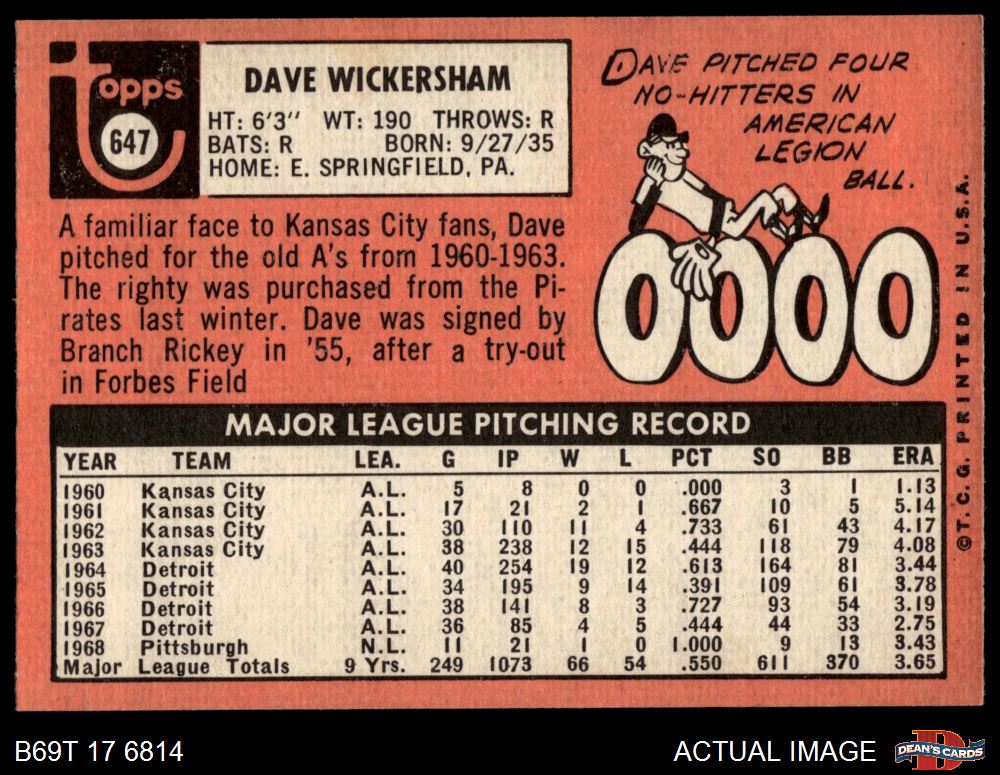 Topps
647
DAVE WICKERSHAM
HT: 6'3" WT: 190 THROWS: R
BATS: R BORN: 9/27/35
HOME: E. SPRINGFIELD, PA.
DAVE PITCHED FOUR
NO-HITTERS IN
AMERICAN
LEGION
BALL.
A familiar face to Kansas City fans, Dave
pitched for the old A's from 1960-1963.
The righty was purchased from the Pi-
rates last winter. Dave was signed by
Branch Rickey in '55, after a try-out
in Forbes Field
0000
©T.C.G. PRINTED IN U.S.A.
MAJOR LEAGUE PITCHING RECORD
YEAR TEAM LEA. G IP W L PCT SO BB ERA
1960 Kansas City A.L. 5 8 0 0 .000 3 1 1.13
1961 Kansas City A.L. 17 21 2 1 .667 10 5 5.14
1962 Kansas City A.L. 30 110 11 4 .733 61 43 4.17
1963 Kansas City A.L. 38 238 12 15 .444 118 79 4.08
1964 Detroit A.L. 40 254 19 12 .613 164 81 3.44
1965 Detroit A.L. 34 195 9 14 .391 109 61 3.78
1966 Detroit A.L. 38 141 8 3 .727 93 54 3.19
1967 Detroit A.L. 36 85 4 5 .444 44 33 2.75
1968 Pittsburgh N.L. 11 21 1 0 1.000 9 13 3.43
Major League Totals 9 Yrs. 249 1073 66 54 .550 611 370 3.65
B69T 17 6814
ACTUAL IMAGE
DEAN'S CARDS